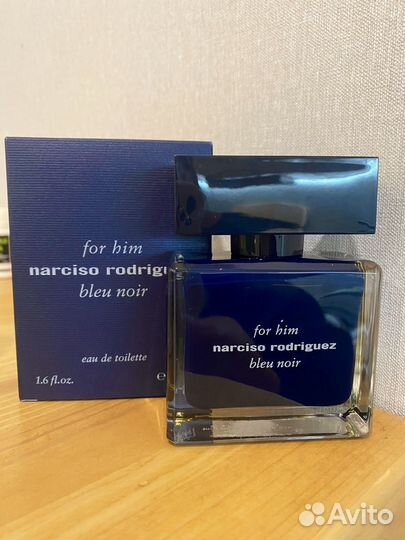 for him
narciso rodrigu
bleu noir
eau de toilette
1.6 fl.oz.
e
for him
narciso rodriguez
bleu noir
Avito